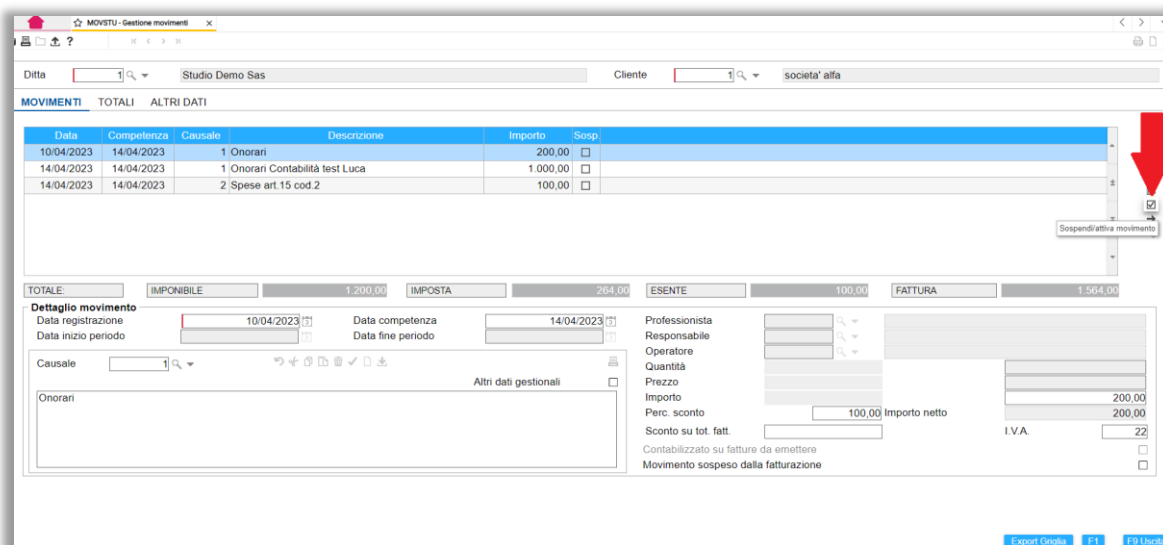 MOVSTU - Gestione movimenti X
?
Ditta 1 Studio Demo Sas Cliente 1 societa' alfa
MOVIMENTI TOTALI ALTRI DATI
Data Competenza Causale Descrizione Importo Sosp.
10/04/2023 14/04/2023 1 Onorari 200,00
14/04/2023 14/04/2023 1 Onorari Contabilità test Luca 1.000,00
14/04/2023 14/04/2023 2 Spese art.15 cod.2 100,00
Sospendi/attiva movimento
TOTALE: IMPONIBILE 1.200,00 IMPOSTA 264,00 ESENTE 100,00 FATTURA 1.564,00
Dettaglio movimento
Data registrazione 10/04/2023 Data competenza 14/04/2023 Professionista
Data inizio periodo Data fine periodo Responsabile
Operatore
Causale 1 Quantità
Altri dati gestionali Prezzo
Onorari Importo 200,00
Perc. sconto 100,00 Importo netto 200,00
Sconto su tot. fatt. I.V.A. 22
Contabilizzato su fatture da emettere
Movimento sospeso dalla fatturazione
Export Griglia F1 F9 Uscita